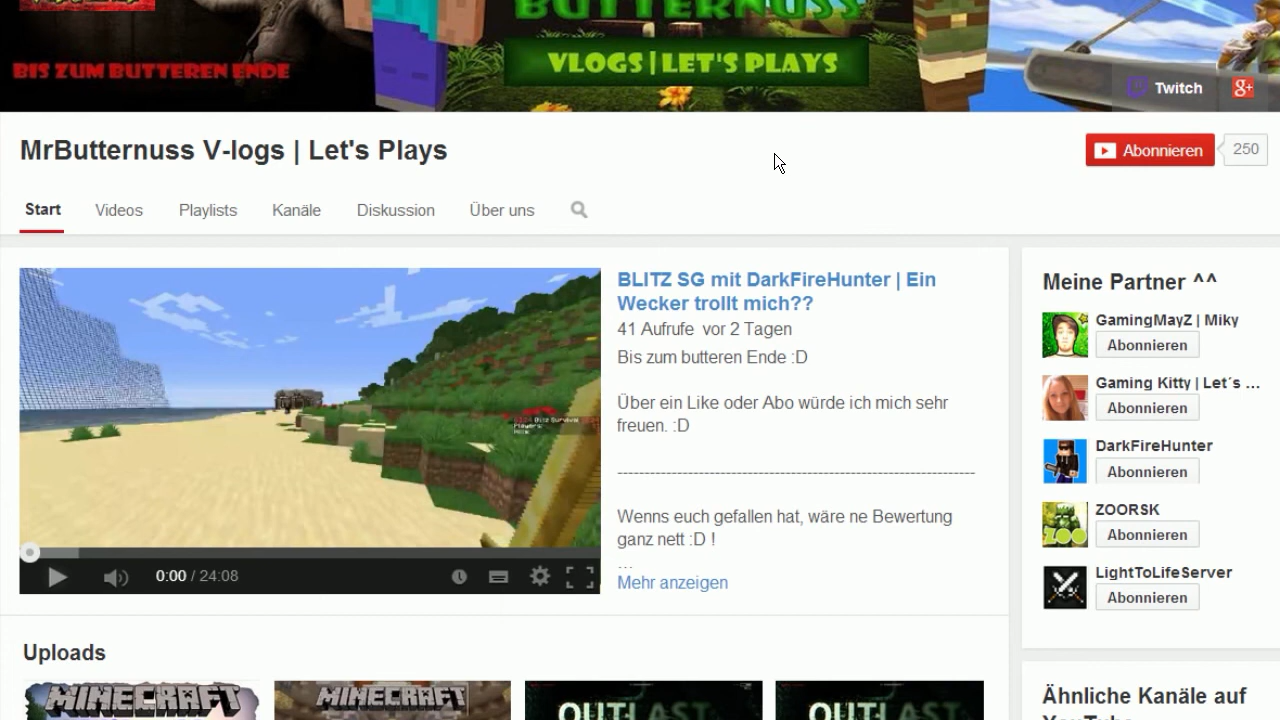 BUTTERNUSS
BIS ZUM BUTTEREN ENDE
VLOGS | LET'S PLAYS
Twitch
g+
MrButternuss V-logs | Let's Plays
Abonnieren
250
Start
Videos
Playlists
Kanäle
Diskussion
Über uns
BLITZ SG mit DarkFireHunter | Ein
Wecker trollt mich??
41 Aufrufe vor 2 Tagen
Bis zum butteren Ende :D
Über ein Like oder Abo würde ich mich sehr
freuen. :D
-----------------------------------------------------------------------
Wenns euch gefallen hat, wäre ne Bewertung
ganz nett :D !
...
Mehr anzeigen
0:00 / 24:08
Meine Partner ^^
GamingMayZ | Miky
Abonnieren
Gaming Kitty | Let´s ...
Abonnieren
DarkFireHunter
Abonnieren
ZOORSK
Abonnieren
LightToLifeServer
Abonnieren
Uploads
MINECRAFT
MINECRAFT
OUTLAST
OUTLAST
Ähnliche Kanäle auf
YouTube